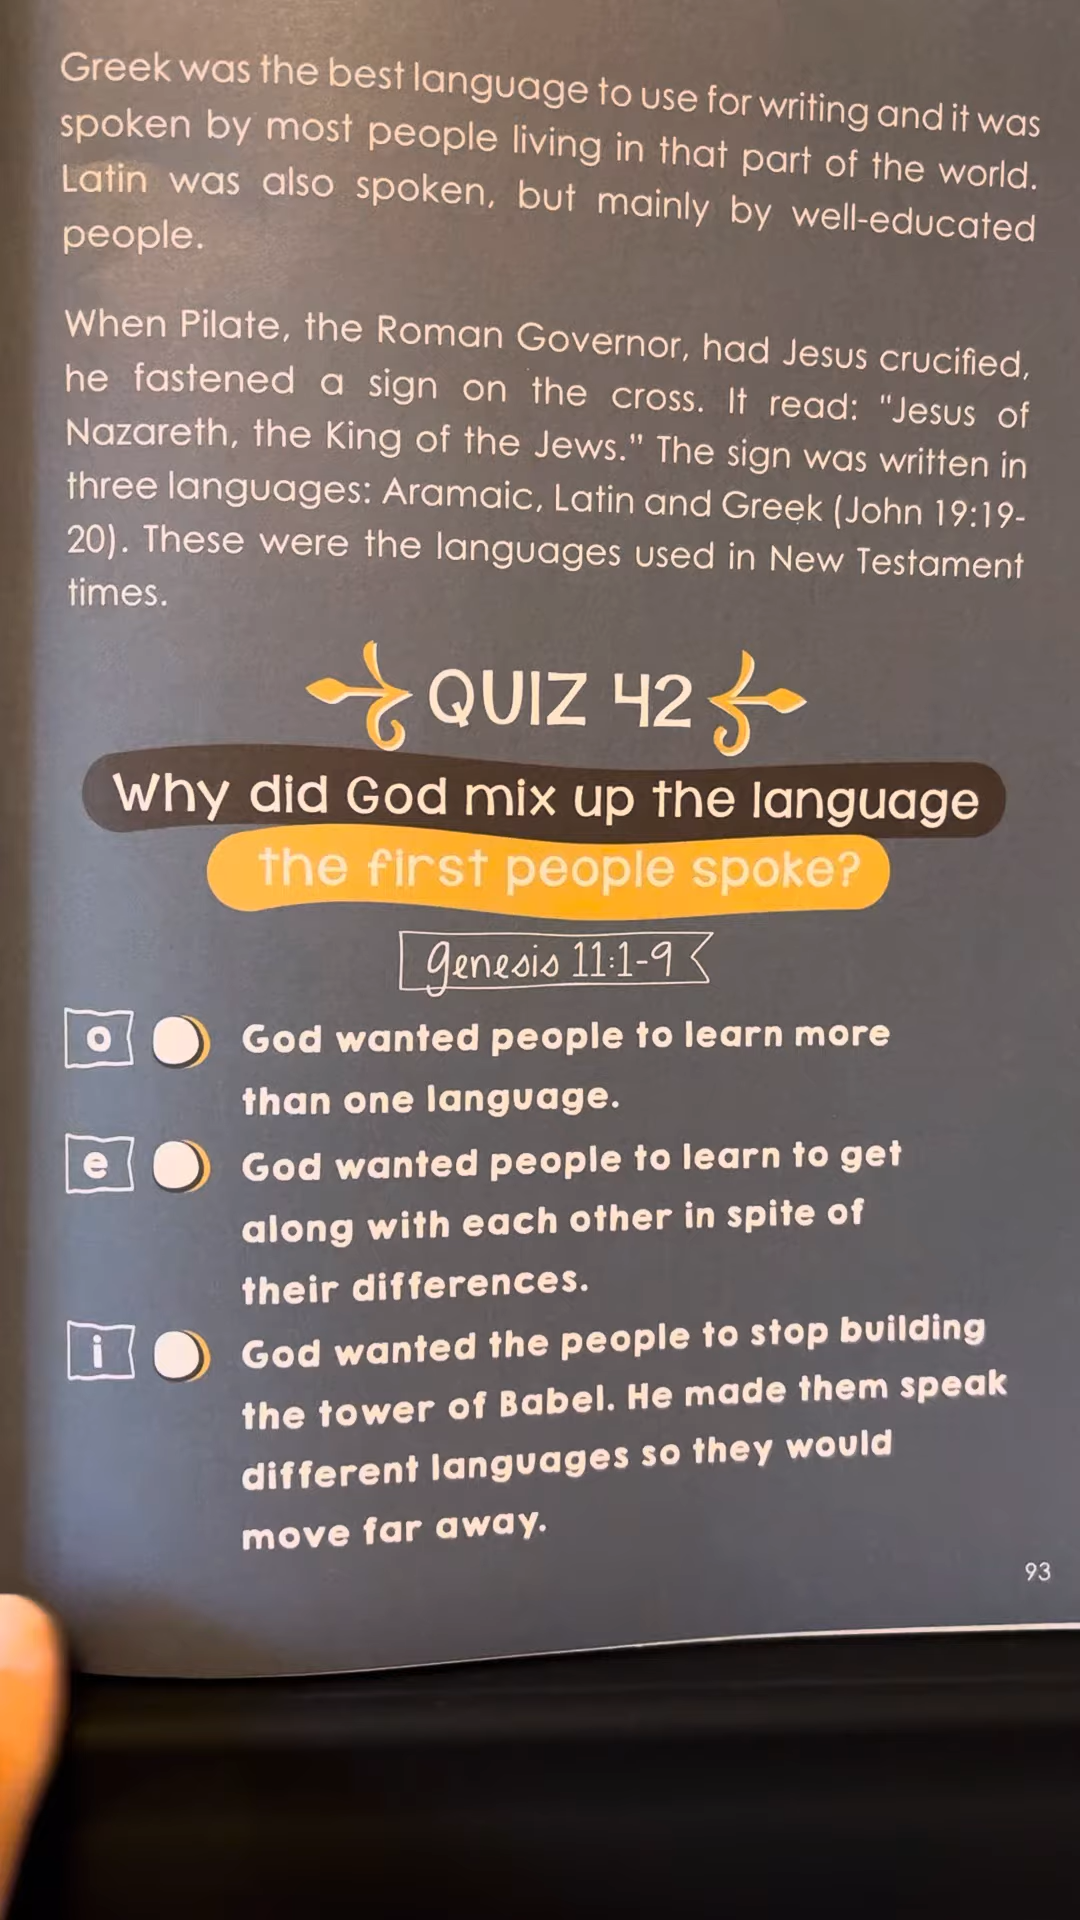 Greek was the best language to use for writing and it was
spoken by most people living in that part of the world.
Latin was also spoken, but mainly by well-educated
people.
When Pilate, the Roman Governor, had Jesus crucified,
he fastened a sign on the cross. It read: "Jesus of
Nazareth, the King of the Jews." The sign was written in
three languages: Aramaic, Latin and Greek (John 19:19-
20). These were the languages used in New Testament
times.
QUIZ 42
Why did God mix up the language
the first people spoke?
genesis 11:1-9
o God wanted people to learn more
than one language.
e God wanted people to learn to get
along with each other in spite of
their differences.
i God wanted the people to stop building
the tower of Babel. He made them speak
different languages so they would
move far away.
93